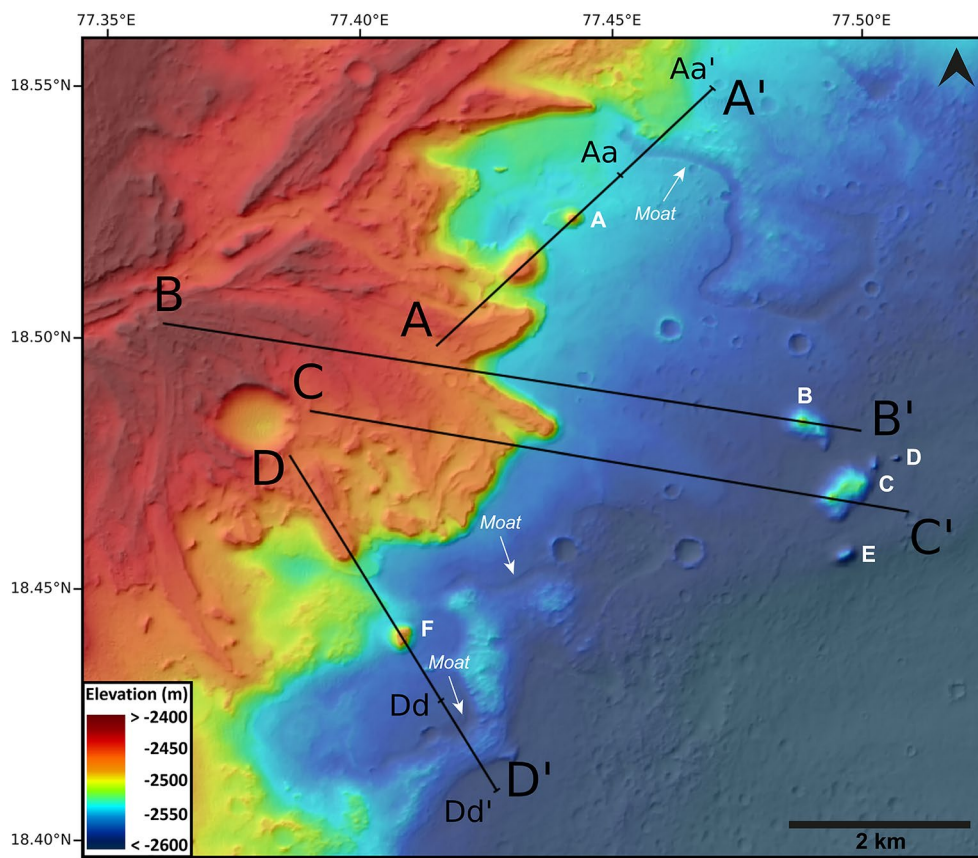 77.35°E 77.40°E 77.45°E 77.50°E
18.55°N
18.50°N
18.45°N
18.40°N
Aa'
A'
Aa
Moat
A
B
A
C
B
B'
D
D
C
C'
E
Moat
F
Moat
Dd
D'
Dd'
Elevation (m)
> -2400
-2450
-2500
-2550
< -2600
2 km